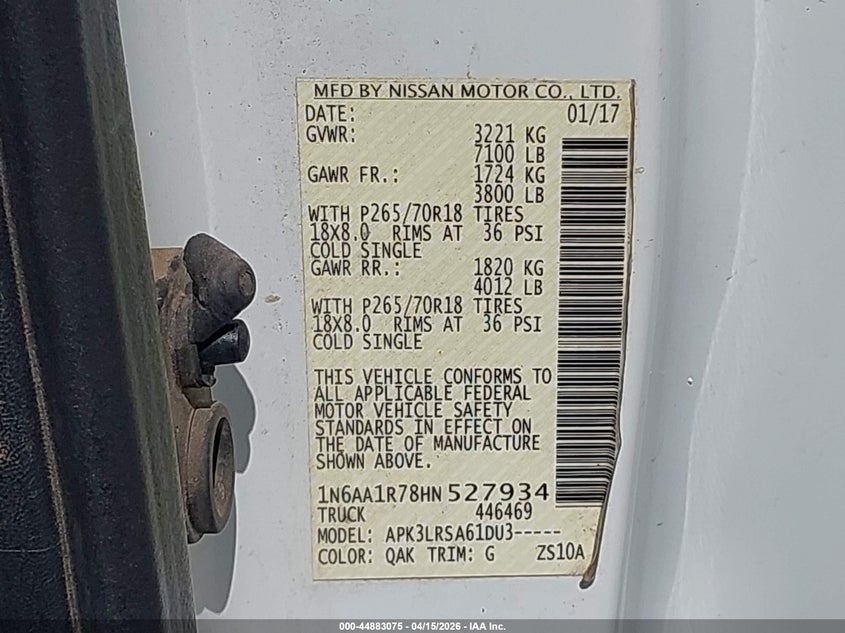 MFD BY NISSAN MOTOR CO., LTD.
DATE: 01/17
GVWR: 3221 KG
7100 LB
GAWR FR.: 1724 KG
3800 LB
WITH P265/70R18 TIRES
18X8.0 RIMS AT 36 PSI
COLD SINGLE
GAWR RR.: 1820 KG
4012 LB
WITH P265/70R18 TIRES
18X8.0 RIMS AT 36 PSI
COLD SINGLE
THIS VEHICLE CONFORMS TO
ALL APPLICABLE FEDERAL
MOTOR VEHICLE SAFETY
STANDARDS IN EFFECT ON
THE DATE OF MANUFACTURE
SHOWN ABOVE.
1N6AA1R78HN527934
TRUCK 446469
MODEL: APK3LRSA61DU3-----
COLOR: QAK TRIM: G ZS10A
000-44883075 - 04/15/2026 - IAA Inc.